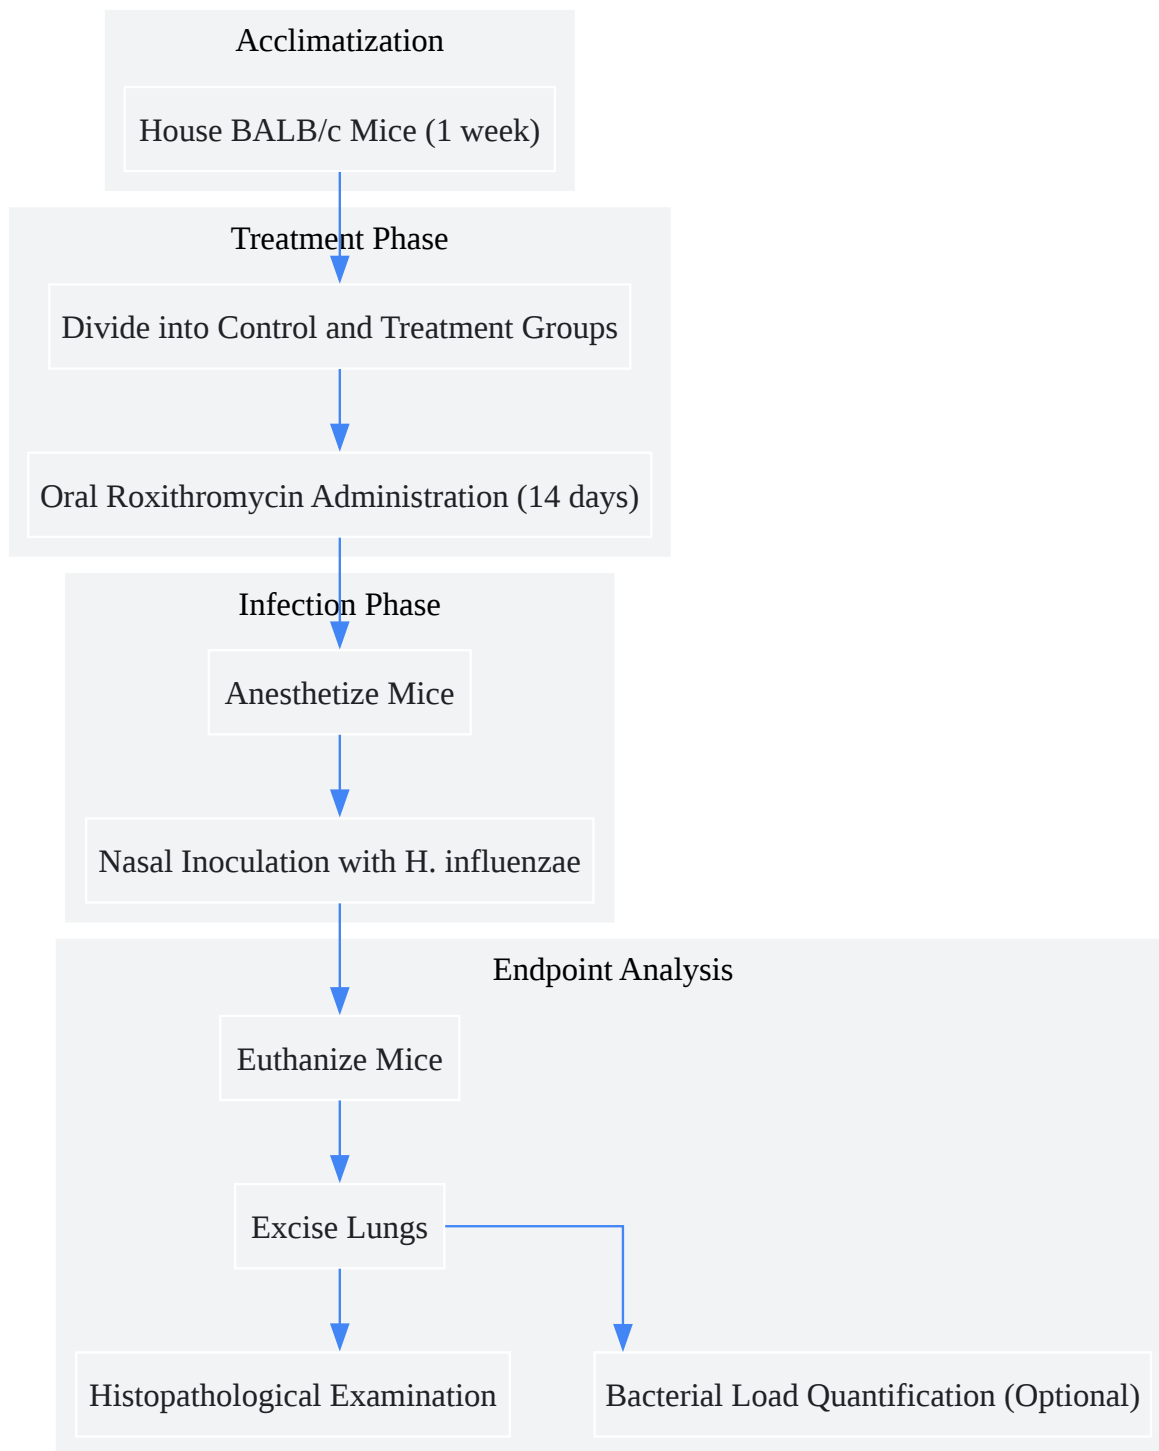 Acclimatization
House BALB/c Mice (1 week)
Treatment Phase
Divide into Control and Treatment Groups
Oral Roxithromycin Administration (14 days)
Infection Phase
Anesthetize Mice
Nasal Inoculation with H. influenzae
Endpoint Analysis
Euthanize Mice
Excise Lungs
Histopathological Examination
Bacterial Load Quantification (Optional)